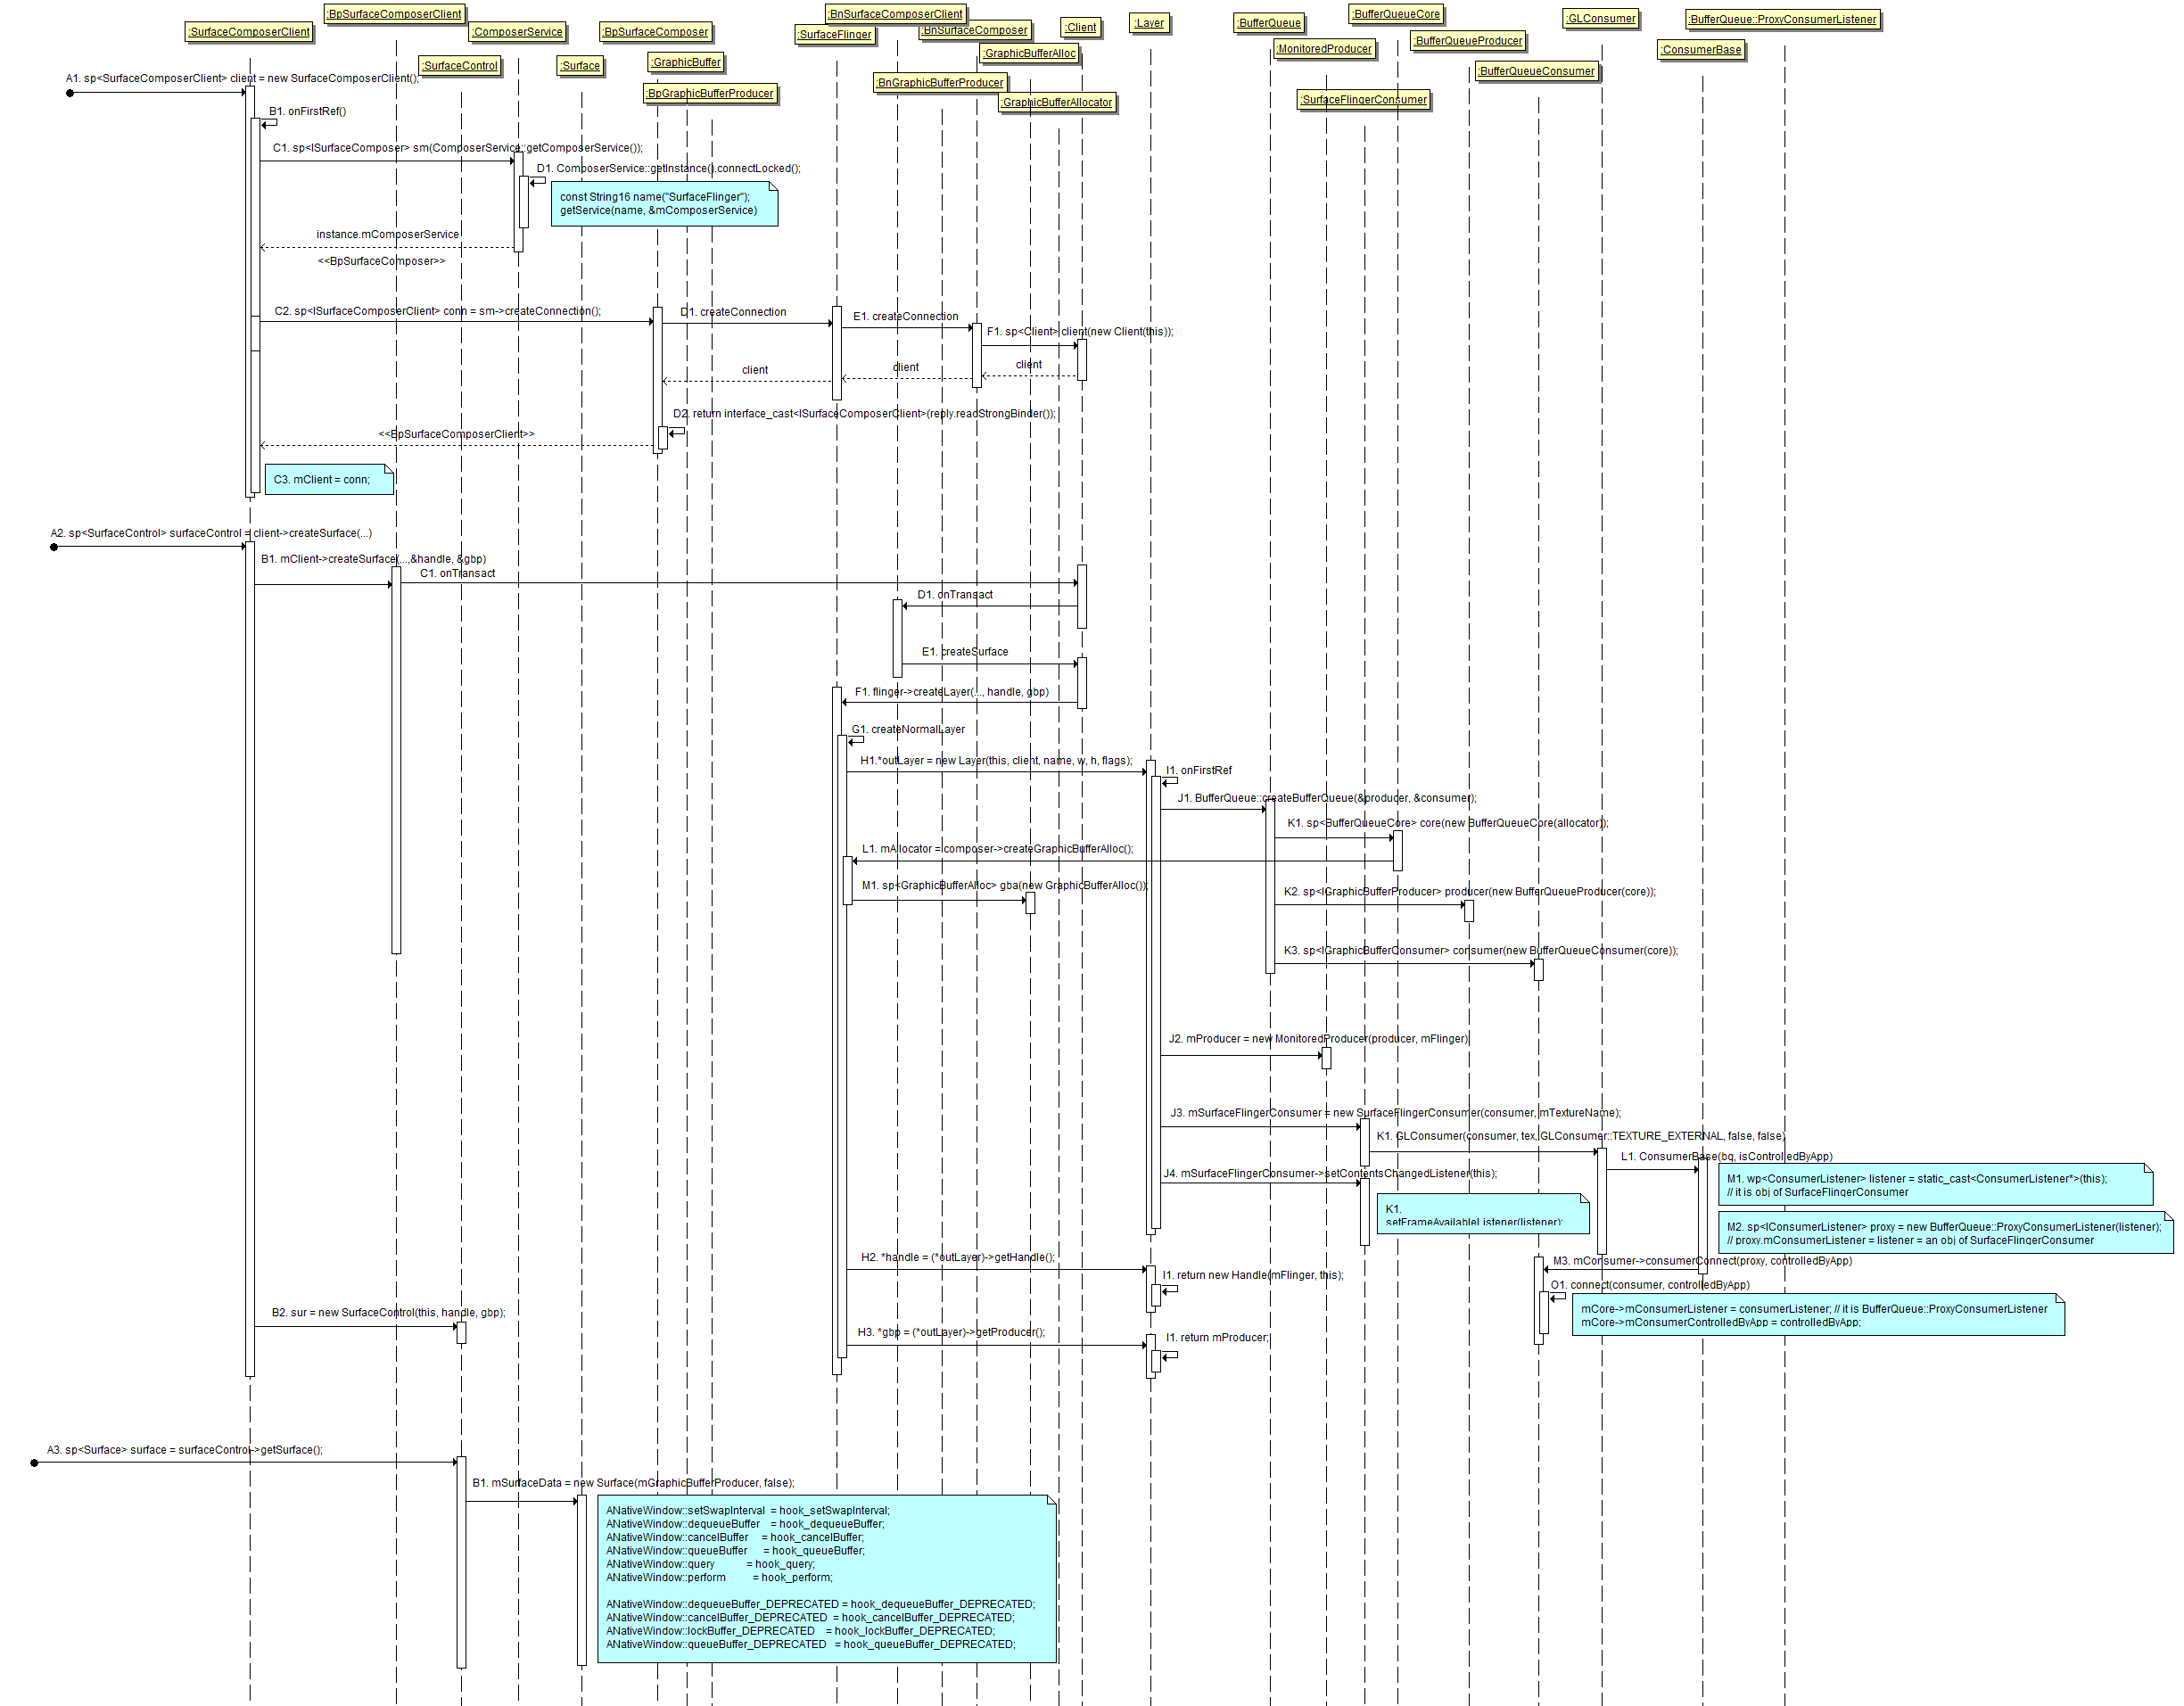 :BpSurfaceComposerClient
:BnSurfaceComposerClient
:BufferQueueCore
:GLConsumer
:BufferQueue::ProxyConsumerListener
:SurfaceComposerClient
:ComposerService
:BpSurfaceComposer
:SurfaceFlinger
:BnSurfaceComposer
:Client
:Layer
:BufferQueue
:BufferQueueProducer
:GraphicBufferAlloc
:MonitoredProducer
:ConsumerBase
:SurfaceControl
:Surface
:GraphicBuffer
:BufferQueueConsumer
:BnGraphicBufferProducer
:BpGraphicBufferProducer
:GraphicBufferAllocator
:SurfaceFlingerConsumer
A1. sp<SurfaceComposerClient> client = new SurfaceComposerClient();
B1. onFirstRef()
C1. sp<ISurfaceComposer> sm(ComposerService::getComposerService());
D1. ComposerService::getInstance().connectLocked();
const String16 name("SurfaceFlinger");
getService(name, &mComposerService)
instance.mComposerService
<<BpSurfaceComposer>>
C2. sp<ISurfaceComposerClient> conn = sm->createConnection();
D1. createConnection
E1. createConnection
F1. sp<Client> client(new Client(this));
client
client
client
D2. return interface_cast<ISurfaceComposerClient>(reply.readStrongBinder());
<<BpSurfaceComposerClient>>
C3. mClient = conn;
A2. sp<SurfaceControl> surfaceControl = client->createSurface(...)
B1. mClient->createSurface(...,&handle, &gbp)
C1. onTransact
D1. onTransact
E1. createSurface
F1. flinger->createLayer(..., handle, gbp)
G1. createNormalLayer
H1.*outLayer = new Layer(this, client, name, w, h, flags);
I1. onFirstRef
J1. BufferQueue::createBufferQueue(&producer, &consumer);
K1. sp<BufferQueueCore> core(new BufferQueueCore(allocator));
L1. mAllocator = composer->createGraphicBufferAlloc();
M1. sp<GraphicBufferAlloc> gba(new GraphicBufferAlloc());
K2. sp<IGraphicBufferProducer> producer(new BufferQueueProducer(core));
K3. sp<IGraphicBufferConsumer> consumer(new BufferQueueConsumer(core));
J2. mProducer = new MonitoredProducer(producer, mFlinger)
J3. mSurfaceFlingerConsumer = new SurfaceFlingerConsumer(consumer, mTextureName);
K1. GLConsumer(consumer, tex, GLConsumer::TEXTURE_EXTERNAL, false, false)
L1. ConsumerBase(bq, isControlledByApp)
J4. mSurfaceFlingerConsumer->setContentsChangedListener(this);
M1. wp<ConsumerListener> listener = static_cast<ConsumerListener*>(this);
// it is obj of SurfaceFlingerConsumer
K1.
setFrameAvailableListener(listener);
M2. sp<IConsumerListener> proxy = new BufferQueue::ProxyConsumerListener(listener);
// proxy.mConsumerListener = listener = an obj of SurfaceFlingerConsumer
H2. *handle = (*outLayer)->getHandle();
M3. mConsumer->consumerConnect(proxy, controlledByApp)
I1. return new Handle(mFlinger, this);
O1. connect(consumer, controlledByApp)
mCore->mConsumerListener = consumerListener; // it is BufferQueue::ProxyConsumerListener
mCore->mConsumerControlledByApp = controlledByApp;
B2. sur = new SurfaceControl(this, handle, gbp);
H3. *gbp = (*outLayer)->getProducer();
I1. return mProducer;
A3. sp<Surface> surface = surfaceControl->getSurface();
B1. mSurfaceData = new Surface(mGraphicBufferProducer, false);
ANativeWindow::setSwapInterval = hook_setSwapInterval;
ANativeWindow::dequeueBuffer = hook_dequeueBuffer;
ANativeWindow::cancelBuffer = hook_cancelBuffer;
ANativeWindow::queueBuffer = hook_queueBuffer;
ANativeWindow::query = hook_query;
ANativeWindow::perform = hook_perform;
ANativeWindow::dequeueBuffer_DEPRECATED = hook_dequeueBuffer_DEPRECATED;
ANativeWindow::cancelBuffer_DEPRECATED = hook_cancelBuffer_DEPRECATED;
ANativeWindow::lockBuffer_DEPRECATED = hook_lockBuffer_DEPRECATED;
ANativeWindow::queueBuffer_DEPRECATED = hook_queueBuffer_DEPRECATED;